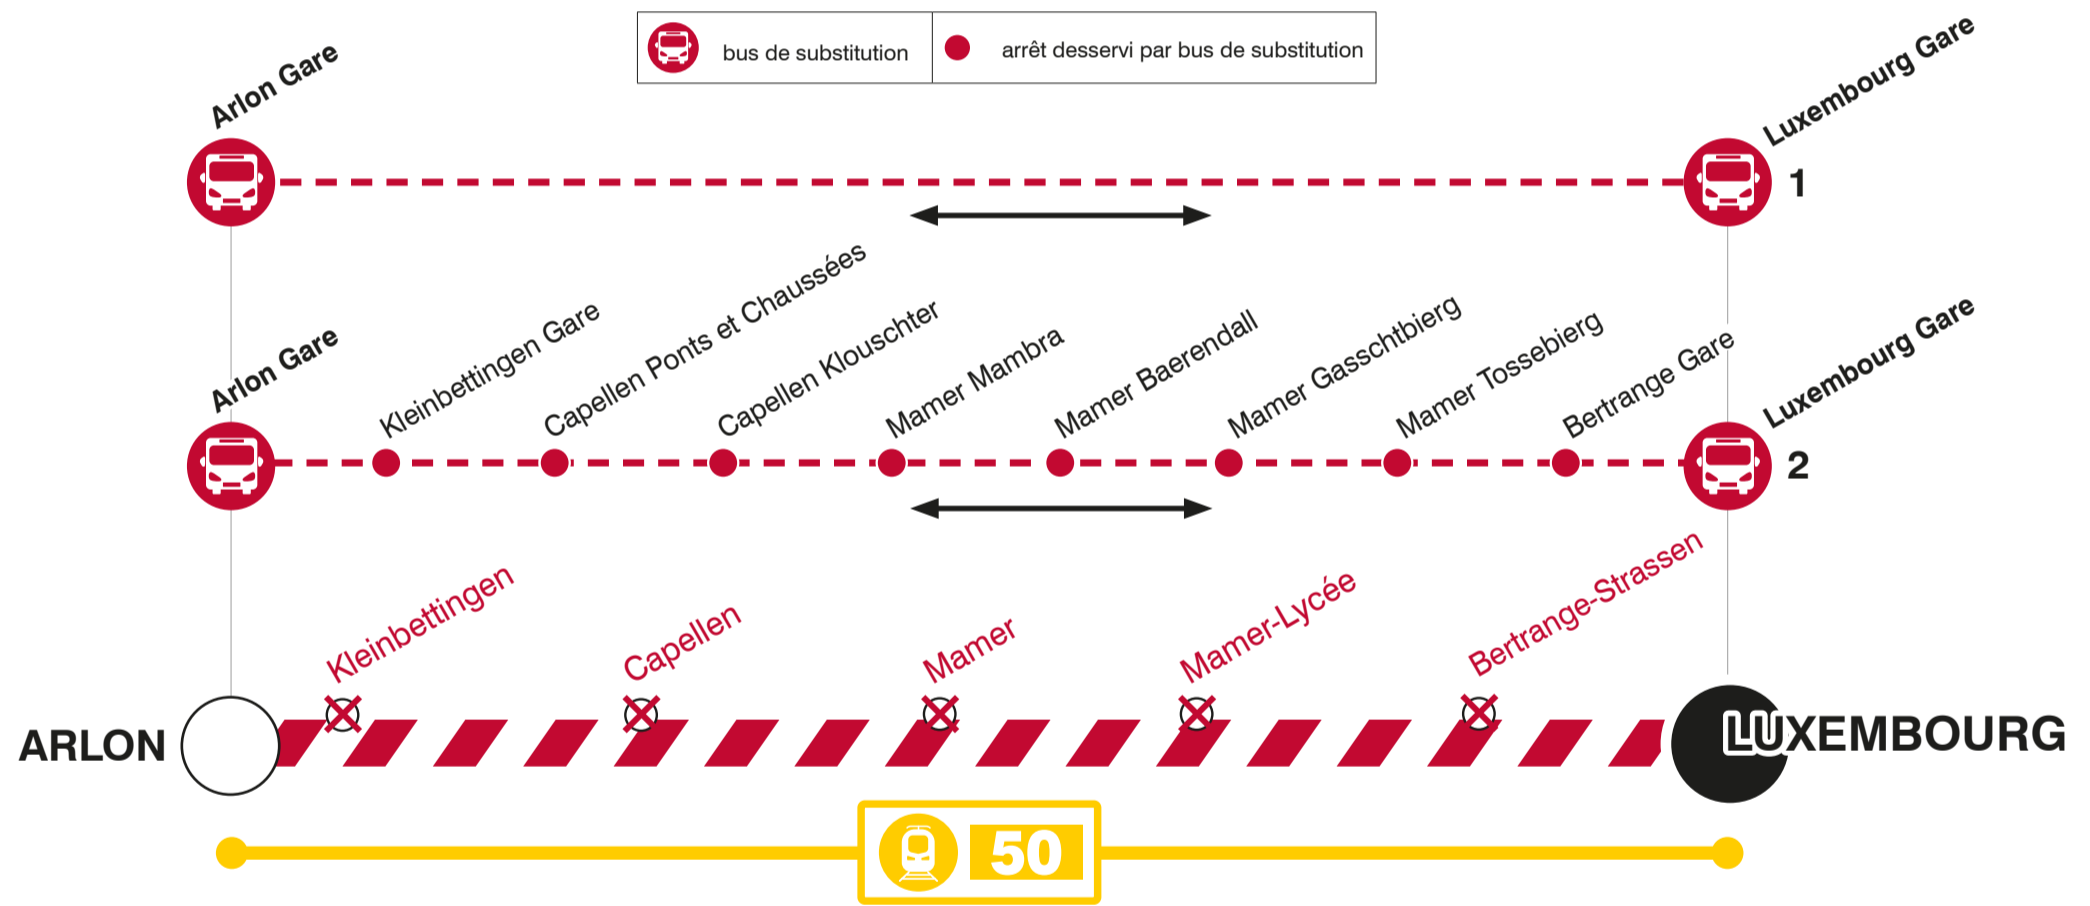 bus de substitution
arrêt desservi par bus de substitution
Arlon Gare
Luxembourg Gare
1
Arlon Gare
Kleinbettingen Gare
Capellen Ponts et Chaussées
Capellen Klouschter
Mamer Mambra
Mamer Baerendall
Mamer Gasschtbierg
Mamer Tossebierg
Bertrange Gare
Luxembourg Gare
2
Kleinbettingen
Capellen
Mamer
Mamer-Lycée
Bertrange-Strassen
ARLON
LUXEMBOURG
50